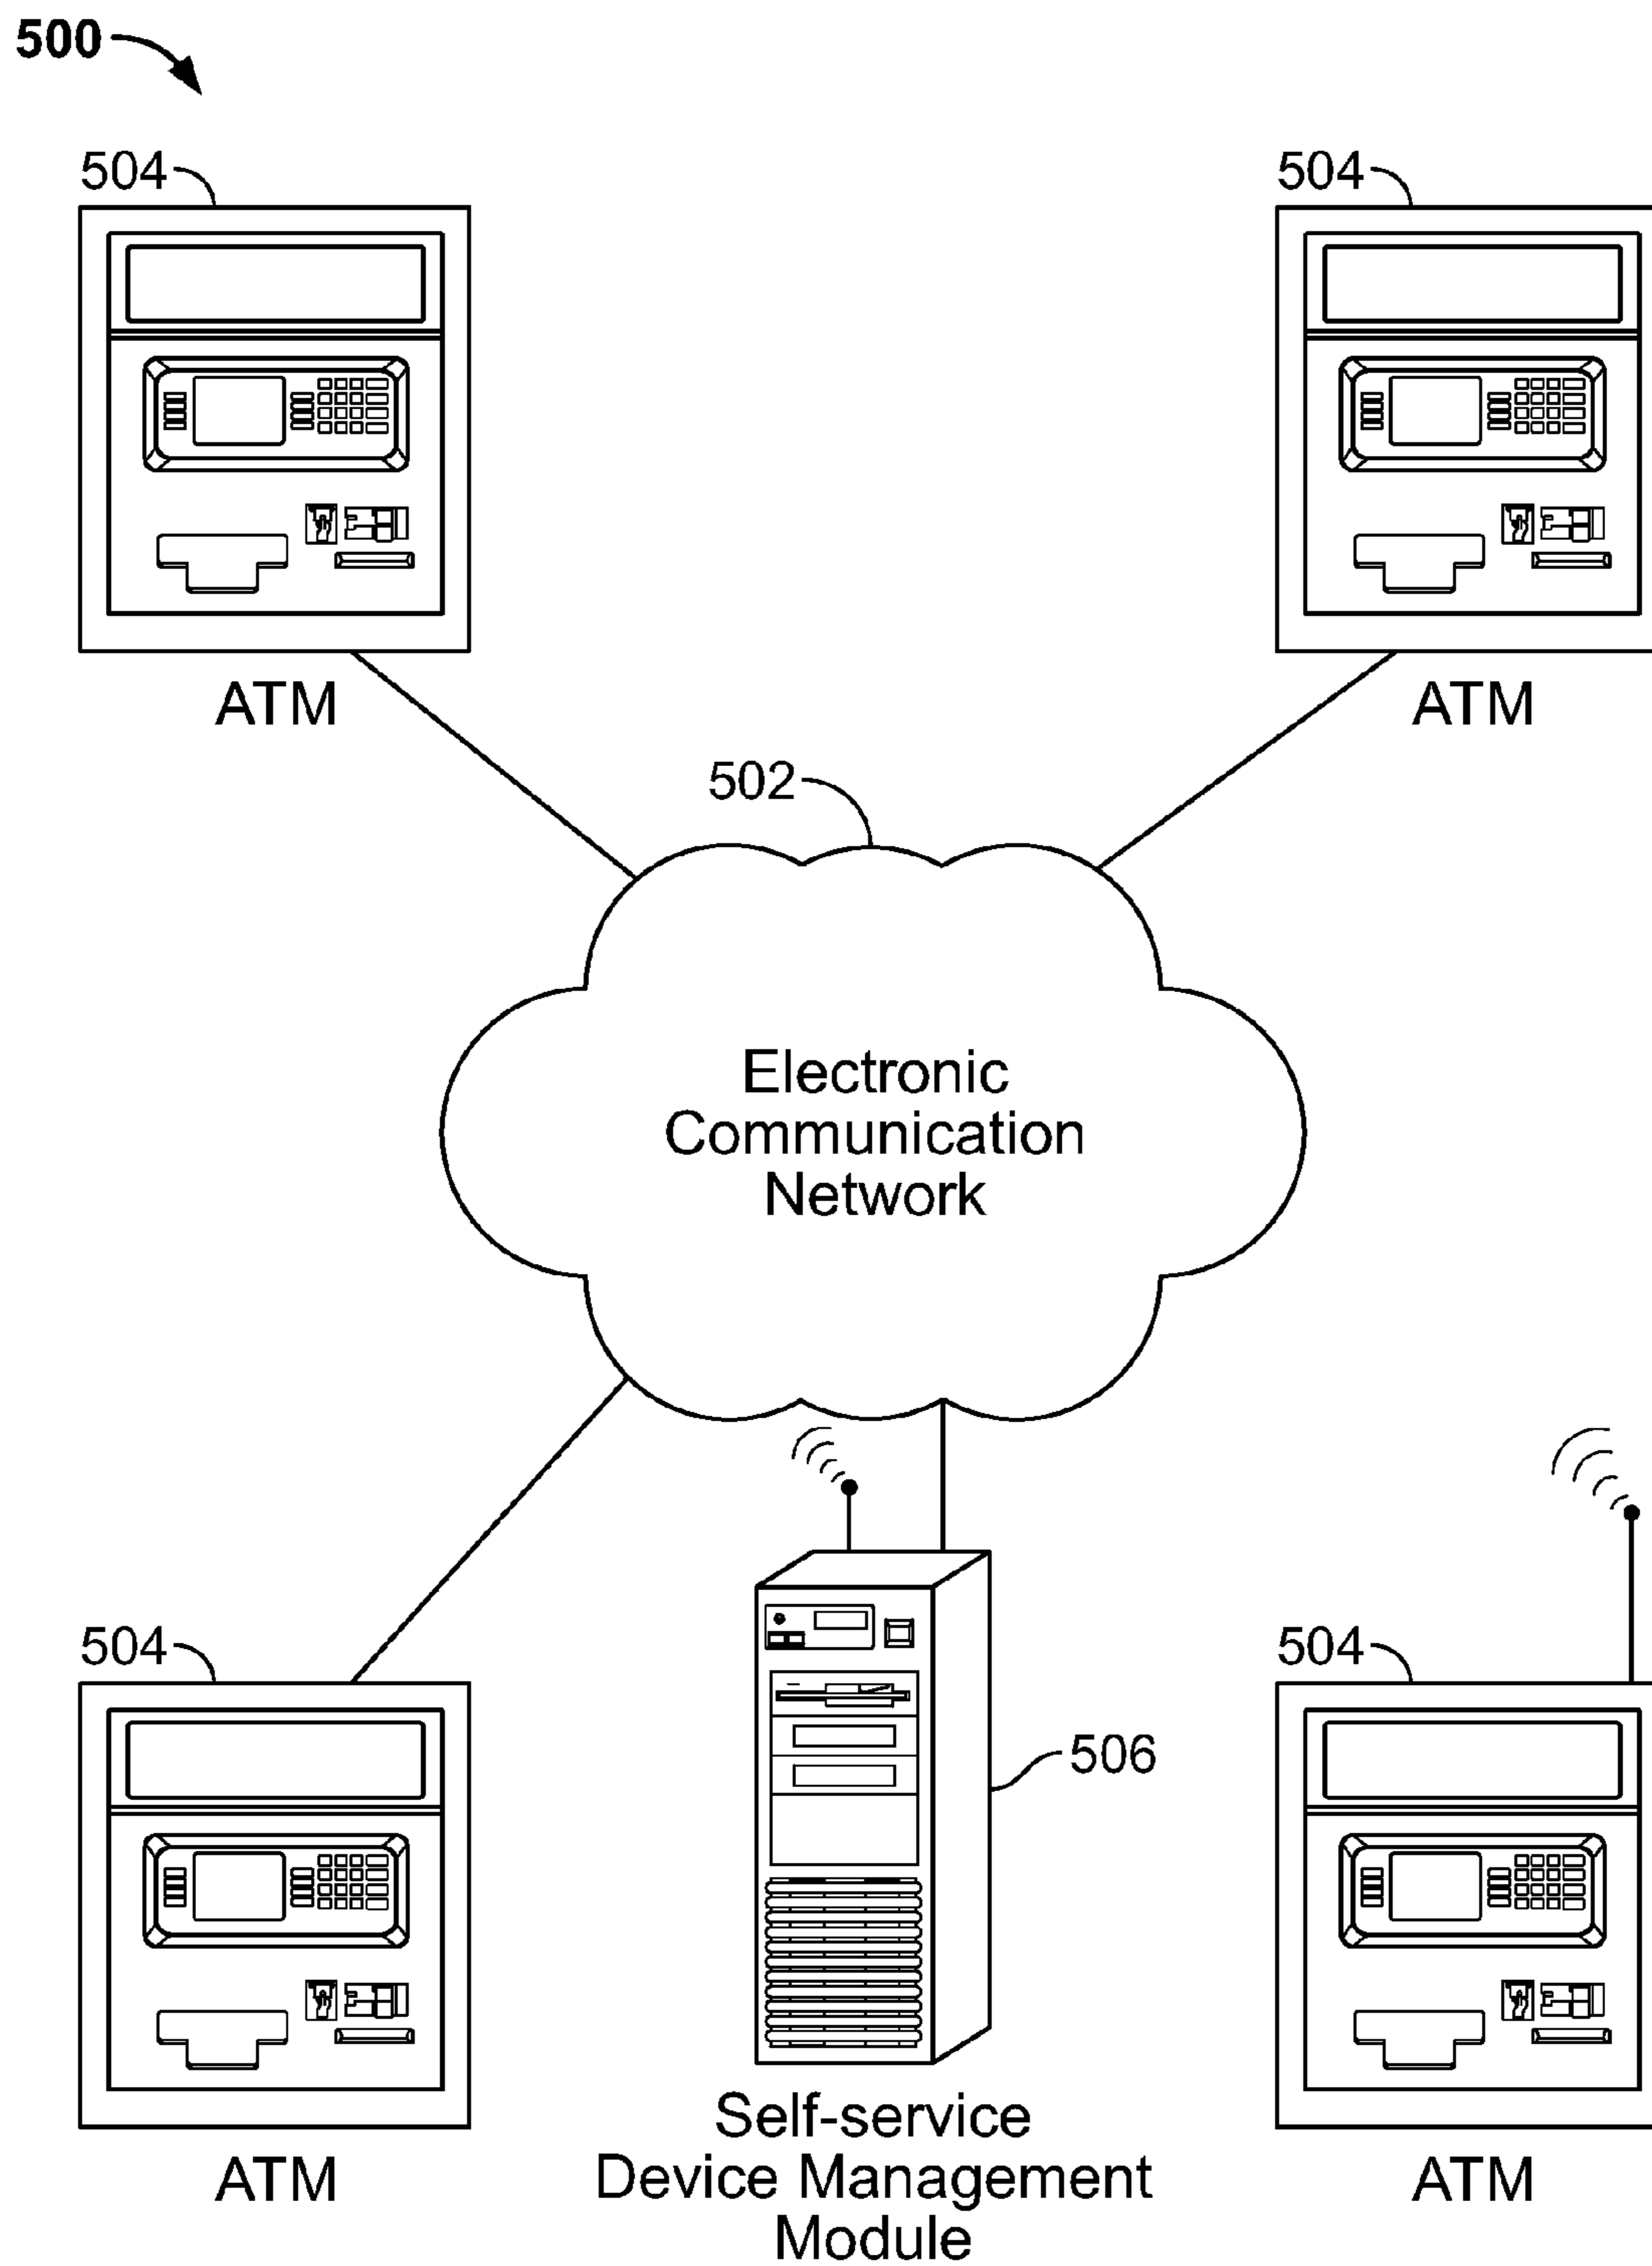 500
504
504
ATM
ATM
502
Electronic
Communication
Network
504
504
506
Self-service
Device Management
Module
ATM
ATM